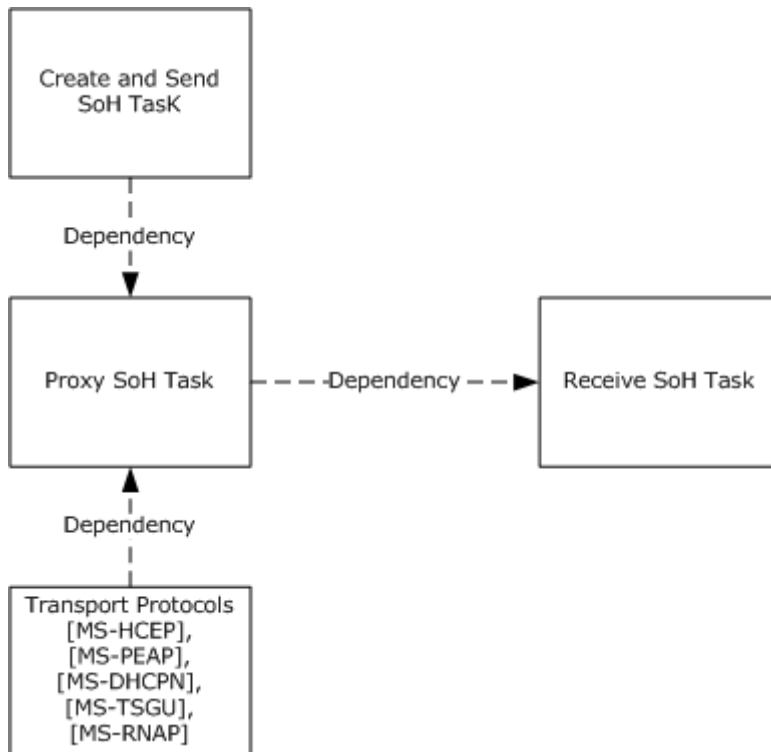 Create and Send
SoH TasK
Dependency
Proxy SoH Task
Dependency
Receive SoH Task
Dependency
Transport Protocols
[MS-HCEP],
[MS-PEAP],
[MS-DHCPN],
[MS-TSGU],
[MS-RNAP]